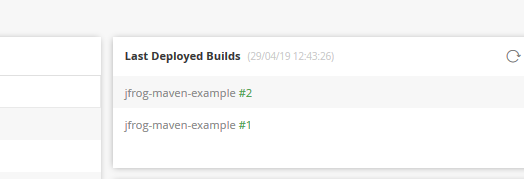 Last Deployed Builds (29/04/19 12:43:26)
jfrog-maven-example #2
jfrog-maven-example #1